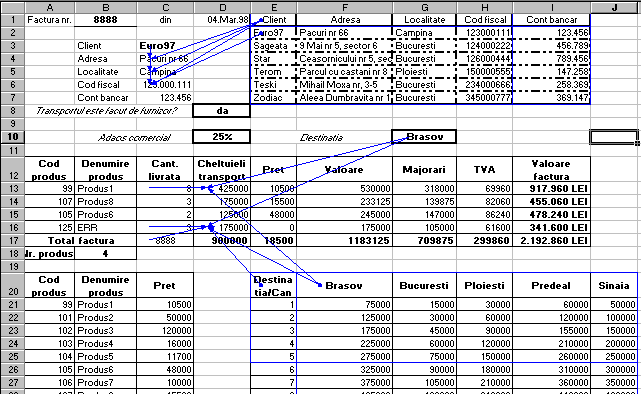 A B C D E F G H I J
1 Factura nr. 8888 din 04.Mar.98 Client Adresa Localitate Cod fiscal Cont bancar
2 Euro97 Pacuri nr 66 Campina 123000111 123.456
3 Client Euro97 Sageata 9 Mai nr 5, sector 6 Bucuresti 124000222 456.789
4 Adresa Pacuri nr 66 Star Ceasornicului nr 5, sec Bucuresti 126000444 789.456
5 Localitate Campina Terom Parcul cu castani nr 8 Ploiesti 150000555 147.258
6 Cod fiscal 123.000.111 Teski Mihail Moxa nr, 3-5 Bucuresti 234000666 258.369
7 Cont bancar 123.456 Zodiac Aleea Dumbravita nr 1 Bucuresti 345000777 369.147
8 Transportul este facut de furnizor? da
9
10 Adaos comercial 25% Destinatia Brasov
11
12 Cod produs Denumire produs Cant. livrata Cheltuieli transport Pret Valoare Majorari TVA Valoare factura
13 99 Produs1 8 425000 10500 530000 318000 69960 917.960 LEI
14 107 Produs8 3 175000 15500 233125 139875 82060 455.060 LEI
15 105 Produs6 2 125000 48000 245000 147000 86240 478.240 LEI
16 125 ERR 3 175000 0 175000 105000 61600 341.600 LEI
17 Total factura 8888 900000 18500 1183125 709875 299860 2.192.860 LEI
18 Nr. produs 4
19
20 Cod produs Denumire produs Pret Destina tia/Can Brasov Bucuresti Ploiesti Predeal Sinaia
21 99 Produs1 10500 1 75000 15000 30000 60000 50000
22 101 Produs2 50000 2 125000 30000 60000 120000 100000
23 102 Produs3 120000 3 175000 45000 90000 155000 150000
24 103 Produs4 16000 4 225000 60000 120000 210000 200000
25 104 Produs5 11700 5 275000 75000 150000 260000 250000
26 105 Produs6 48000 6 325000 90000 180000 310000 300000
27 106 Produs7 10000 7 375000 105000 210000 360000 350000